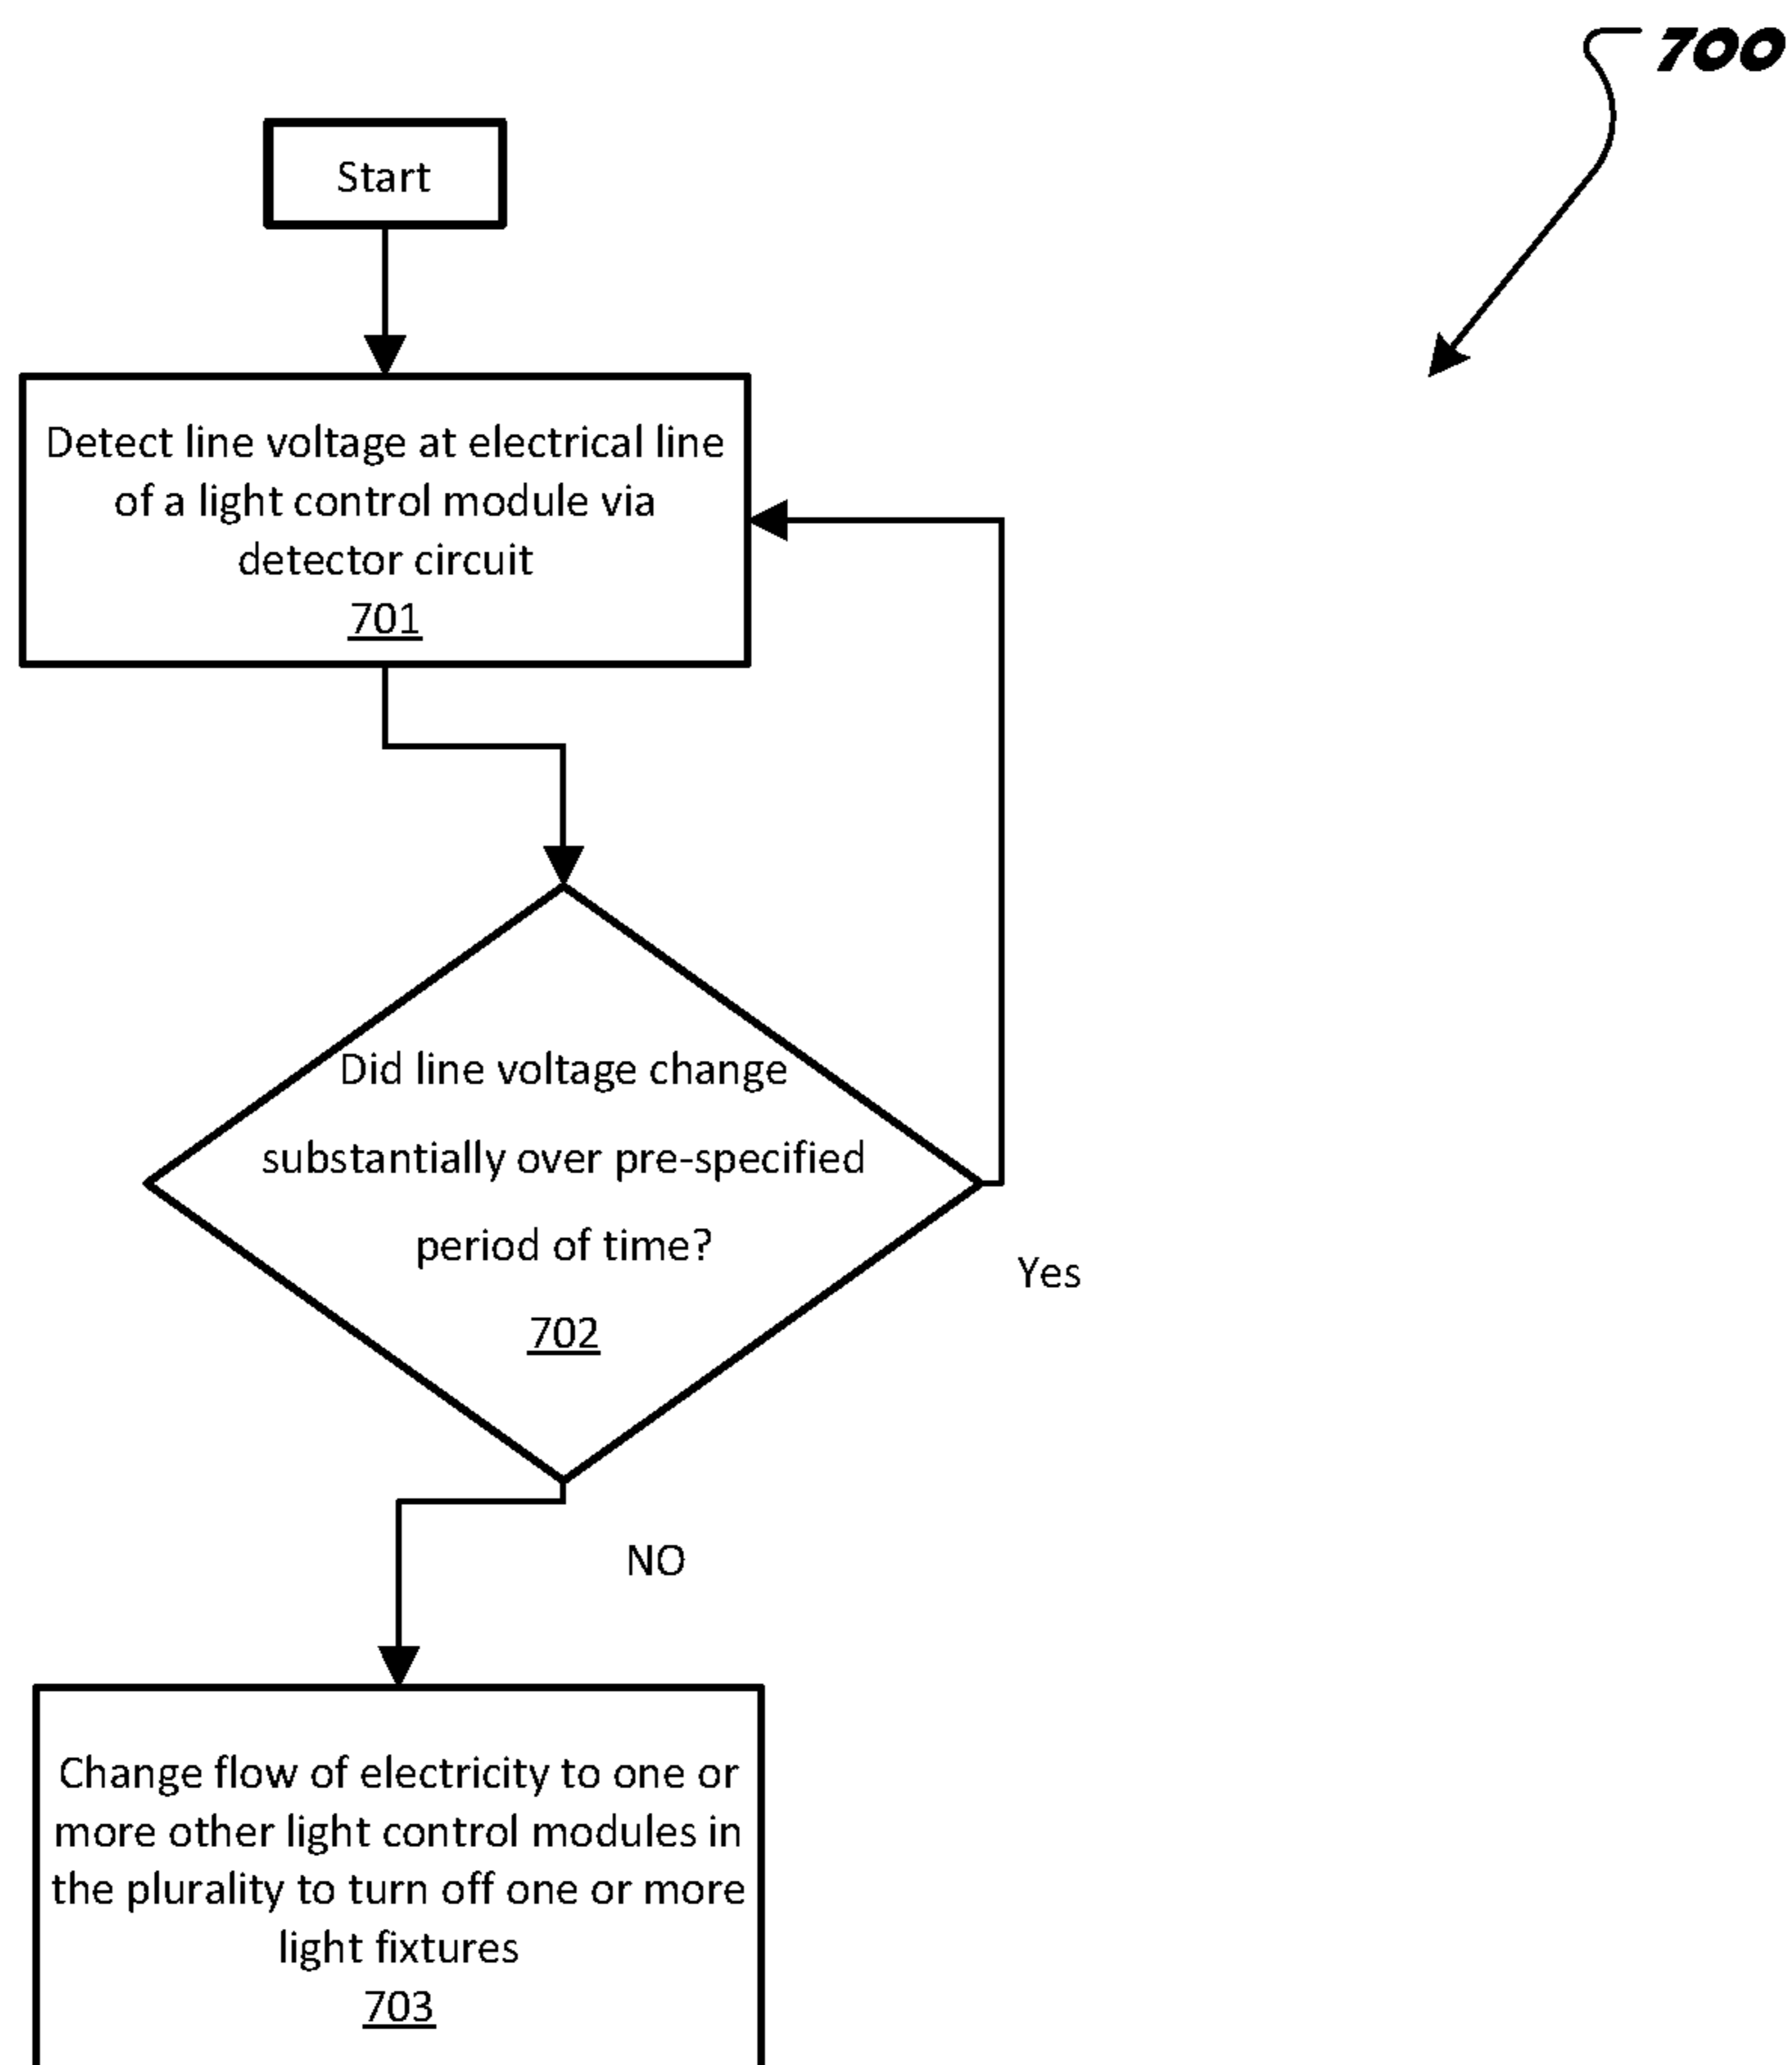 700
Start
Detect line voltage at electrical line
of a light control module via
detector circuit
701
Did line voltage change
substantially over pre-specified
period of time?
702
Yes
NO
Change flow of electricity to one or
more other light control modules in
the plurality to turn off one or more
light fixtures
703